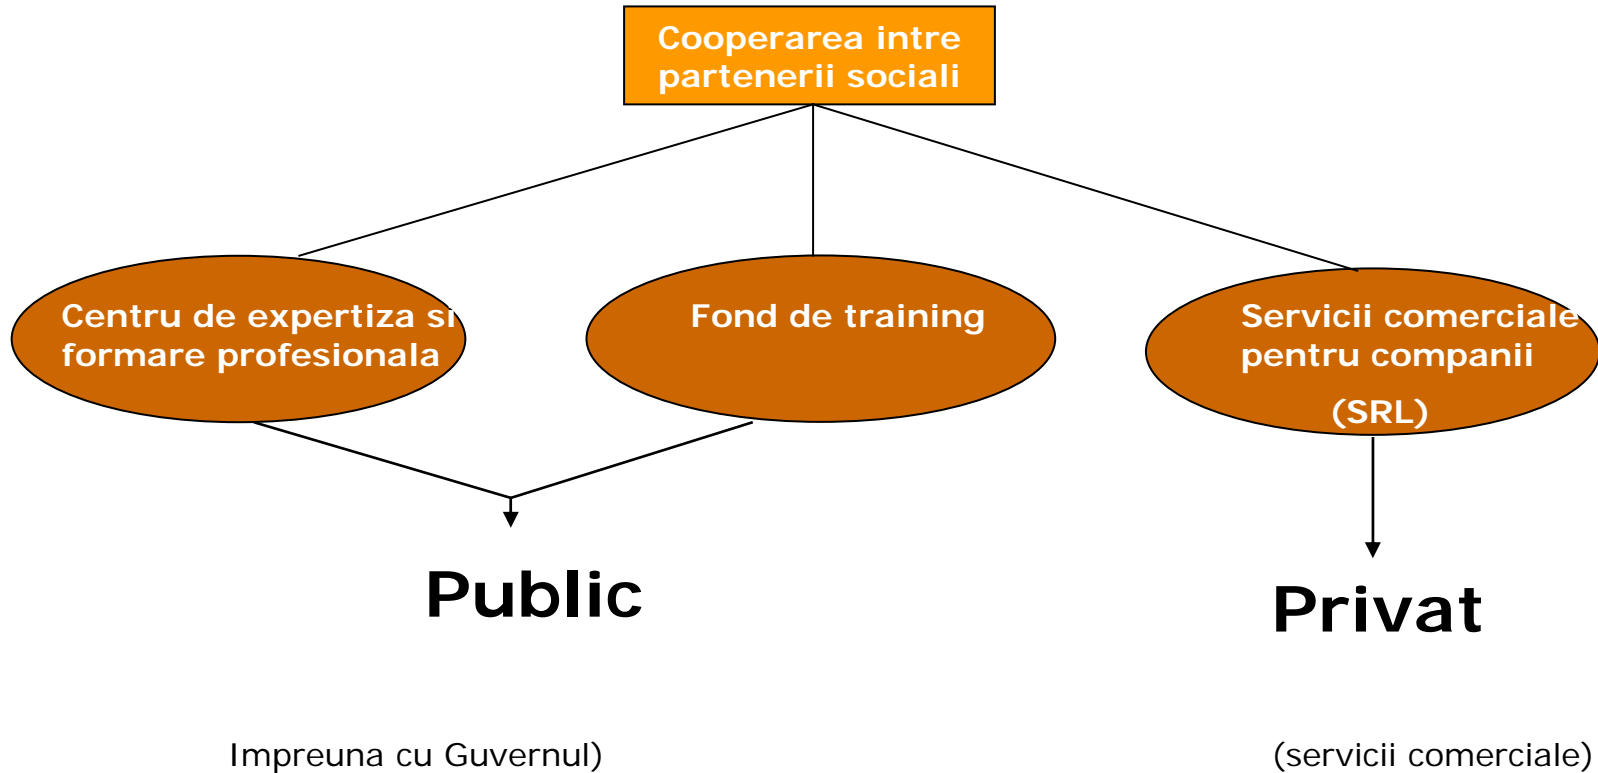 Cooperarea intre
partenerii sociali
Centru de expertiza si
formare profesionala
Fond de training
Servicii comerciale
pentru companii
(SRL)
Public
Privat
Impreuna cu Guvernul)
(servicii comerciale)